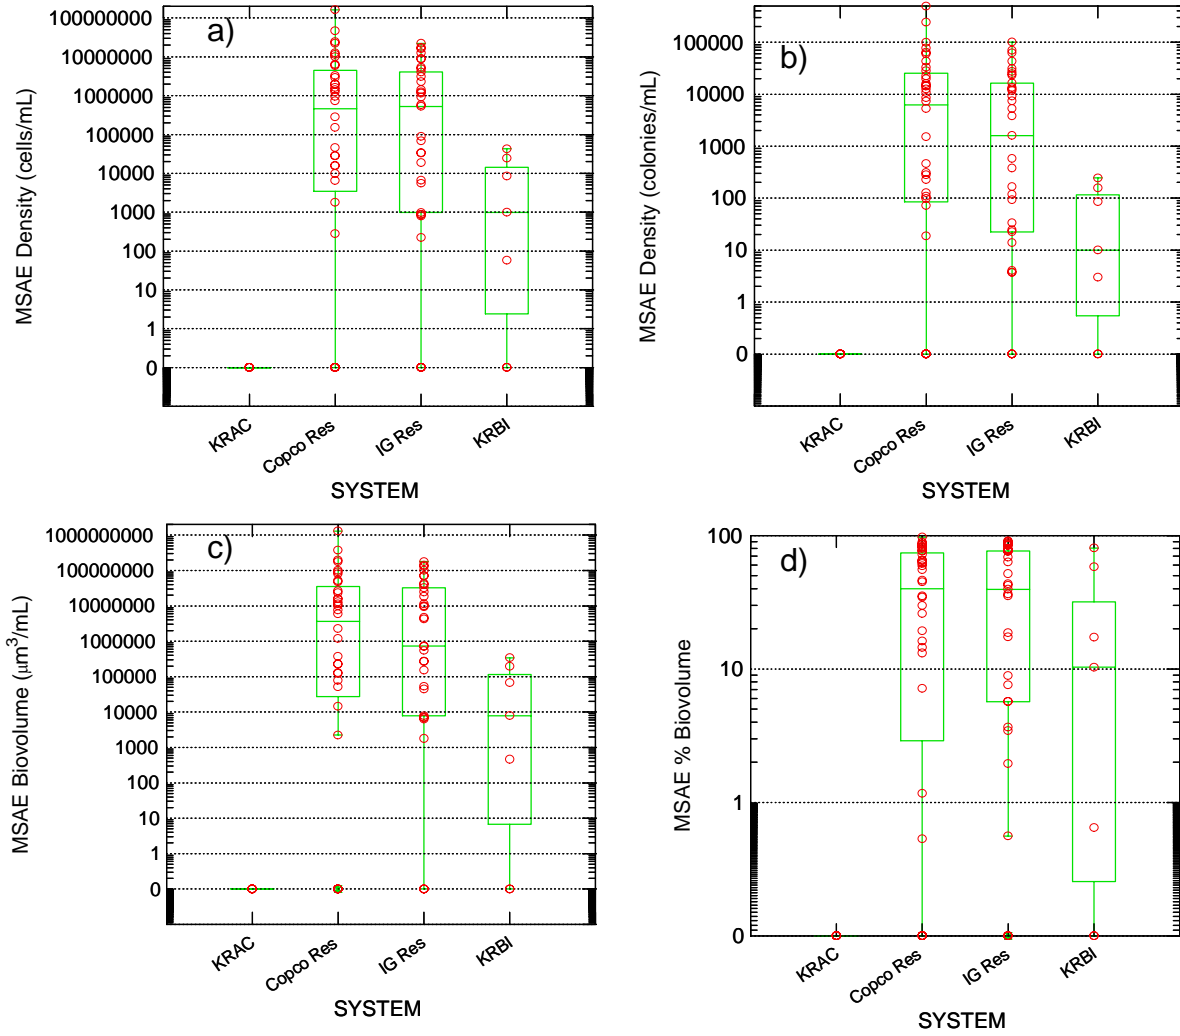 a)
MSAE Density (cells/mL)
100000000
10000000
1000000
100000
10000
1000
100
10
1
0
KRAC
Copco Res
IG Res
KRBI
SYSTEM
b)
MSAE Density (colonies/mL)
100000
10000
1000
100
10
1
0
KRAC
Copco Res
IG Res
KRBI
SYSTEM
c)
MSAE Biovolume (μm³/mL)
1000000000
100000000
10000000
1000000
100000
10000
1000
100
10
1
0
KRAC
Copco Res
IG Res
KRBI
SYSTEM
d)
MSAE % Biovolume
100
10
1
0
KRAC
Copco Res
IG Res
KRBI
SYSTEM